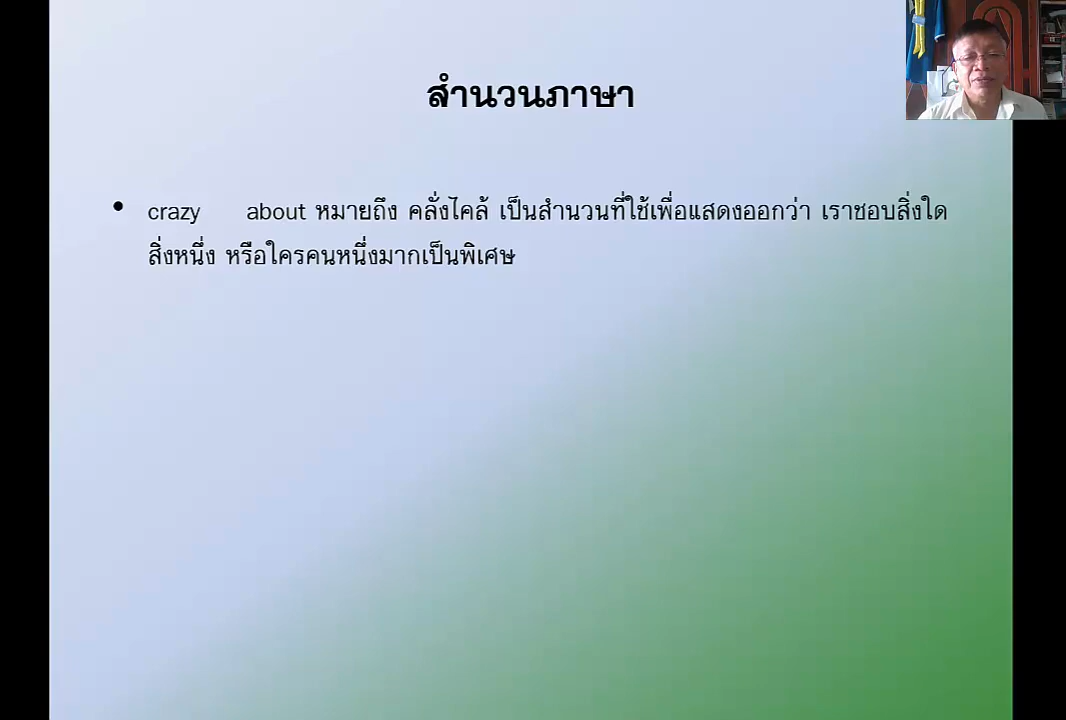 สำนวนภาษา
• crazy about หมายถึง คลั่งไคล้ เป็นสำนวนที่ใช้เพื่อแสดงออกว่า เราชอบสิ่งใด
สิ่งหนึ่ง หรือใครคนหนึ่งมากเป็นพิเศษ